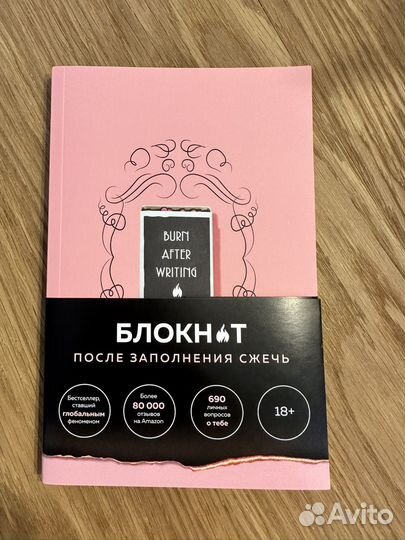 BURN
AFTER
WRITING
БЛОКНОТ
ПОСЛЕ ЗАПОЛНЕНИЯ СЖЕЧЬ
Бестселлер,
ставший
глобальным
феноменом
Более
80 000
отзывов
на Amazon
690
личных
вопросов
о тебе
18+
Avito